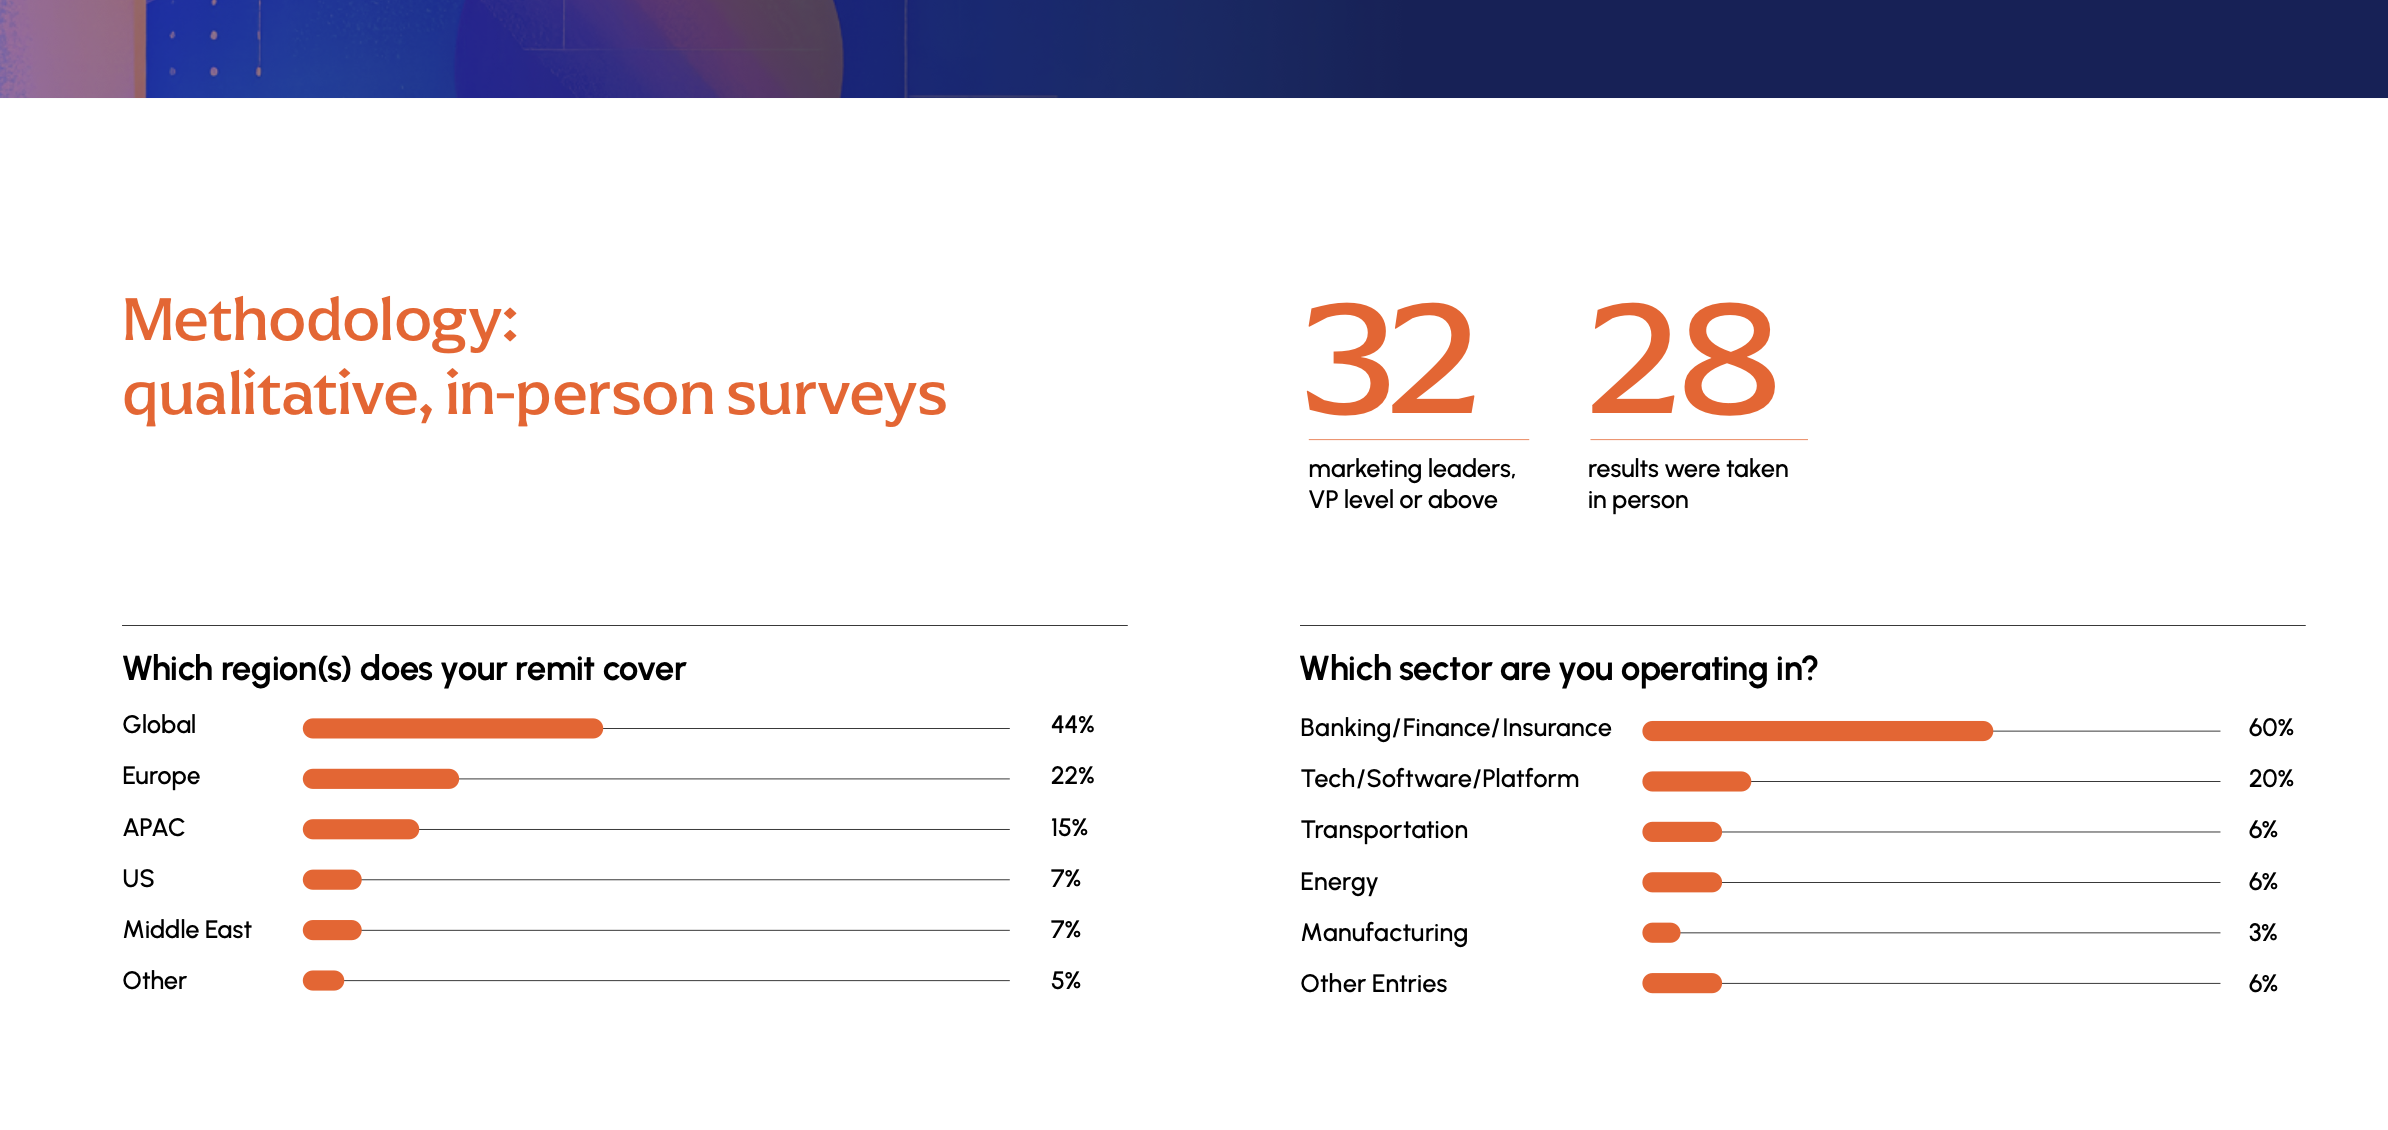 Methodology:
qualitative, in-person surveys
32
marketing leaders,
VP level or above
28
results were taken
in person
Which region(s) does your remit cover
Global 44%
Europe 22%
APAC 15%
US 7%
Middle East 7%
Other 5%
Which sector are you operating in?
Banking/Finance/Insurance 60%
Tech/Software/Platform 20%
Transportation 6%
Energy 6%
Manufacturing 3%
Other Entries 6%